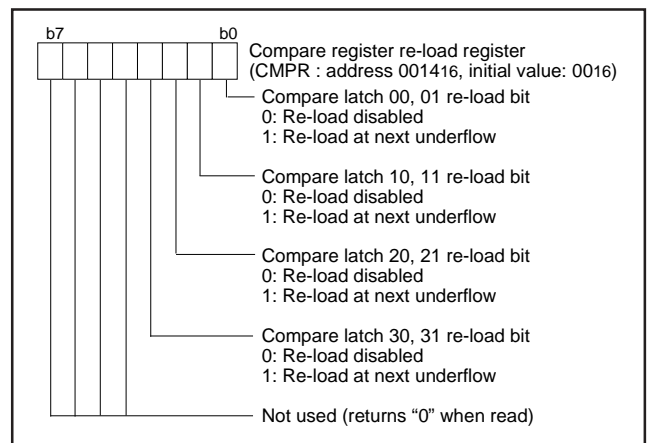 b7 b0
Compare register re-load register
(CMPR : address 001416, initial value: 0016)
Compare latch 00, 01 re-load bit
0: Re-load disabled
1: Re-load at next underflow
Compare latch 10, 11 re-load bit
0: Re-load disabled
1: Re-load at next underflow
Compare latch 20, 21 re-load bit
0: Re-load disabled
1: Re-load at next underflow
Compare latch 30, 31 re-load bit
0: Re-load disabled
1: Re-load at next underflow
Not used (returns “0” when read)